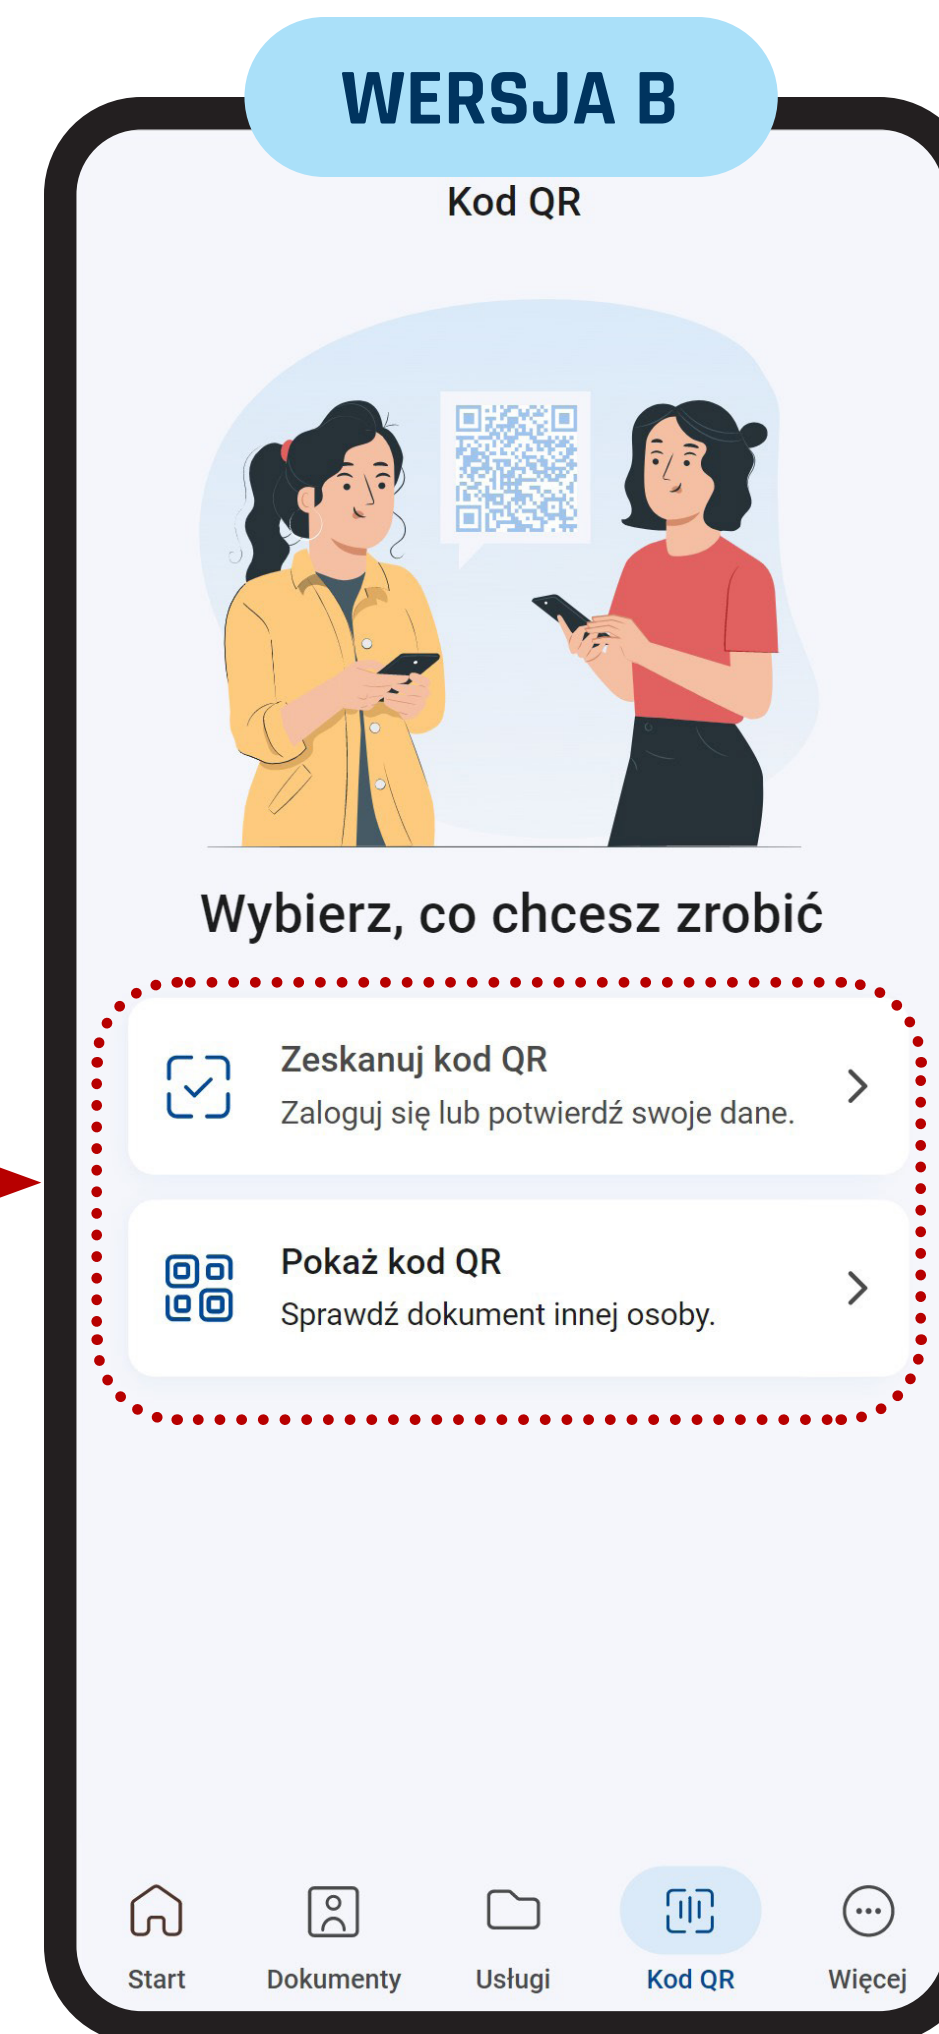 WERSJA B
Kod QR
Wybierz, co chcesz zrobić
Zeskanuj kod QR
Zaloguj się lub potwierdź swoje dane.
Pokaż kod QR
Sprawdź dokument innej osoby.
Start Dokumenty Usługi Kod QR Więcej